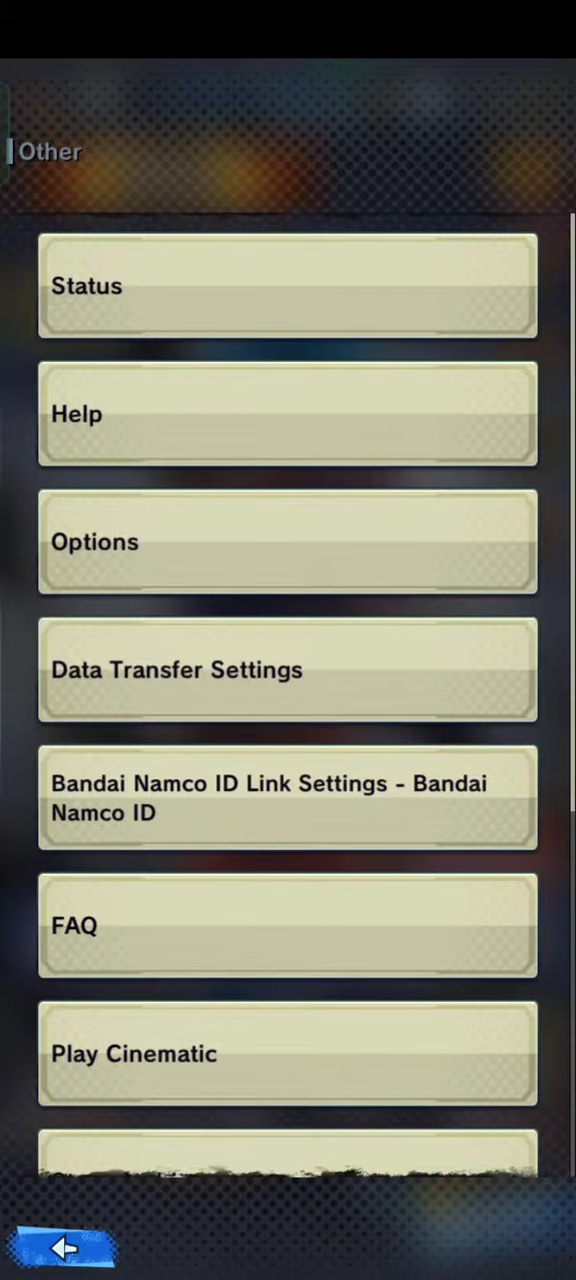 Other
Status
Help
Options
Data Transfer Settings
Bandai Namco ID Link Settings - Bandai
Namco ID
FAQ
Play Cinematic